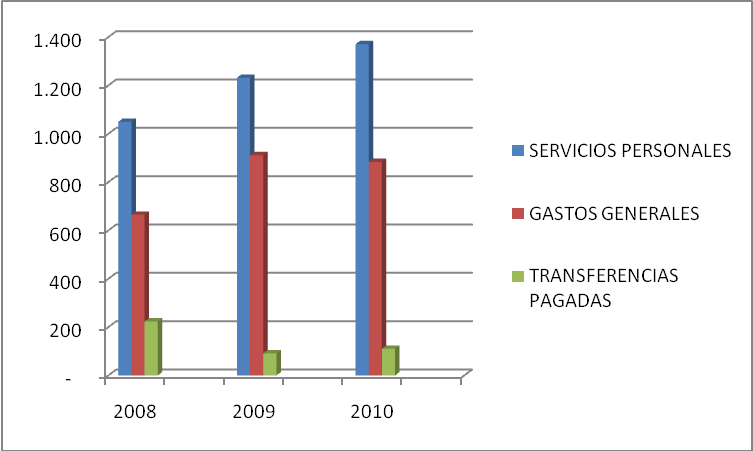 1.400
1.200
1.000
800
600
400
200
-
2008
2009
2010
SERVICIOS PERSONALES
GASTOS GENERALES
TRANSFERENCIAS
PAGADAS